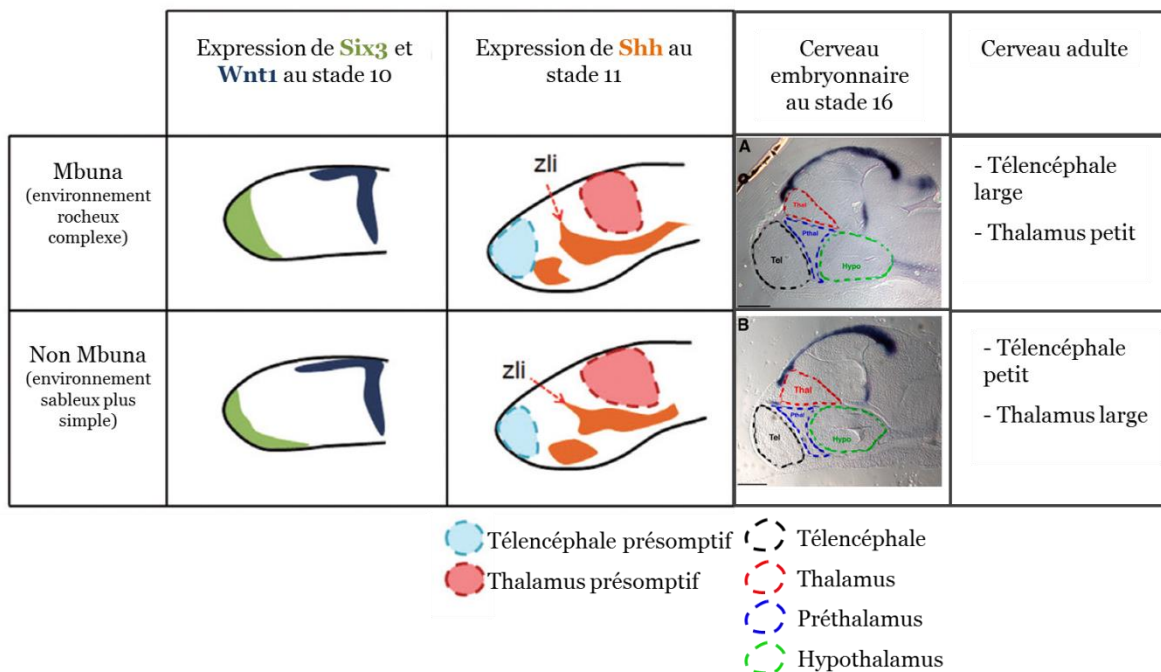 Expression de Six3 et
Wnt1 au stade 10
Expression de Shh au
stade 11
Cerveau
embryonnaire
au stade 16
Cerveau adulte
Mbuna
(environnement
rocheux
complexe)
zli
A
Thal
Pthal
Tel
Hypo
- Télencéphale
large
- Thalamus petit
Non Mbuna
(environnement
sableux plus
simple)
zli
B
Thal
Pthal
Tel
Hypo
- Télencéphale
petit
- Thalamus large
Télencéphale présomptif
Thalamus présomptif
Télencéphale
Thalamus
Préthalamus
Hypothalamus